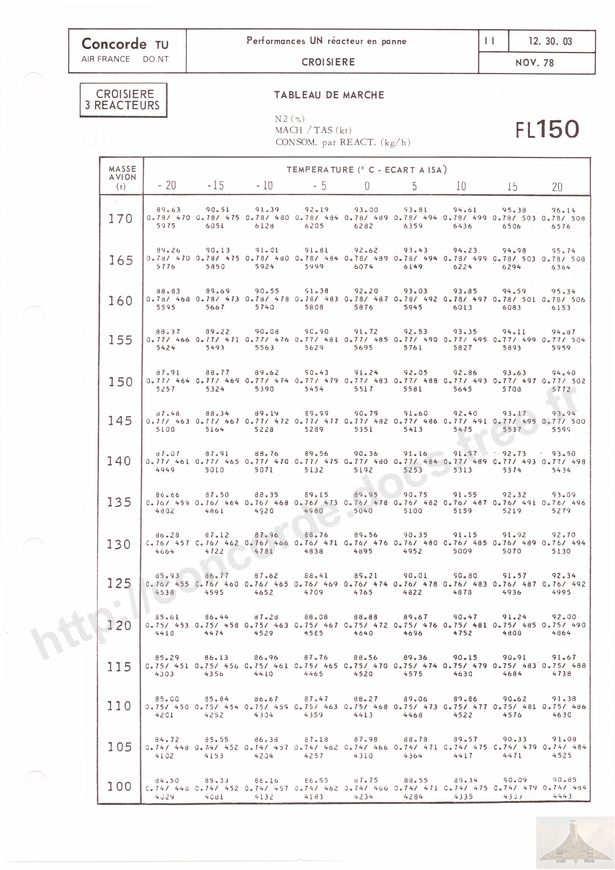 Concorde TU
AIR FRANCE DO.NT
Performances UN réacteur en panne
CROISIERE
11
12. 30. 03
NOV. 78
CROISIERE
3 REACTEURS
TABLEAU DE MARCHE
N2 (%)
MACH / TAS (kt)
CONSOM. par REACT. (kg/h)
FL150
MASSE AVION (t)
TEMPERATURE (° C - ECART A ISA)
- 20 - 15 - 10 - 5 0 5 10 15 20
89.63 90.51 91.39 92.19 93.00 93.81 94.61 95.38 96.14
170 0.78/ 470 0.78/ 475 0.78/ 480 0.78/ 484 0.78/ 489 0.78/ 494 0.78/ 499 0.78/ 503 0.78/ 508
5975 6051 6128 6205 6282 6359 6436 6506 6576
89.26 90.13 91.01 91.81 92.62 93.43 94.23 94.98 95.74
165 0.78/ 470 0.78/ 475 0.78/ 480 0.78/ 484 0.78/ 489 0.78/ 494 0.78/ 499 0.78/ 503 0.78/ 508
5776 5850 5924 5999 6074 6149 6224 6294 6364
88.83 89.69 90.55 91.38 92.20 93.03 93.85 94.59 95.34
160 0.78/ 468 0.78/ 473 0.78/ 478 0.78/ 483 0.78/ 487 0.78/ 492 0.78/ 497 0.78/ 501 0.78/ 506
5595 5667 5740 5808 5876 5945 6013 6083 6153
88.37 89.22 90.08 90.90 91.72 92.53 93.35 94.11 94.87
155 0.77/ 466 0.77/ 471 0.77/ 476 0.77/ 481 0.77/ 485 0.77/ 490 0.77/ 495 0.77/ 499 0.77/ 504
5424 5493 5563 5629 5695 5761 5827 5893 5959
87.91 88.77 89.62 90.43 91.24 92.05 92.86 93.63 94.40
150 0.77/ 464 0.77/ 469 0.77/ 474 0.77/ 479 0.77/ 483 0.77/ 488 0.77/ 493 0.77/ 497 0.77/ 502
5257 5324 5390 5454 5517 5581 5645 5708 5772
87.48 88.34 89.19 89.99 90.79 91.60 92.40 93.17 93.94
145 0.77/ 463 0.77/ 467 0.77/ 472 0.77/ 477 0.77/ 482 0.77/ 486 0.77/ 491 0.77/ 495 0.77/ 500
5100 5164 5228 5289 5351 5413 5475 5537 5599
87.07 87.91 88.76 89.56 90.36 91.16 91.97 92.73 93.50
140 0.77/ 461 0.77/ 465 0.77/ 470 0.77/ 475 0.77/ 480 0.77/ 484 0.77/ 489 0.77/ 493 0.77/ 498
4949 5010 5071 5132 5192 5253 5313 5374 5434
86.66 87.50 88.35 89.15 89.95 90.75 91.55 92.32 93.09
135 0.76/ 459 0.76/ 464 0.76/ 468 0.76/ 473 0.76/ 478 0.76/ 482 0.76/ 487 0.76/ 491 0.76/ 496
4802 4861 4920 4980 5040 5100 5159 5219 5279
86.28 87.12 87.96 88.76 89.56 90.35 91.15 91.92 92.70
130 0.76/ 457 0.76/ 462 0.76/ 466 0.76/ 471 0.76/ 476 0.76/ 480 0.76/ 485 0.76/ 489 0.76/ 494
4664 4722 4781 4838 4895 4952 5009 5070 5130
85.93 86.77 87.62 88.41 89.21 90.01 90.80 91.57 92.34
125 0.76/ 455 0.76/ 460 0.76/ 465 0.76/ 469 0.76/ 474 0.76/ 478 0.76/ 483 0.76/ 487 0.76/ 492
4538 4595 4652 4709 4765 4822 4878 4936 4995
85.61 86.44 87.28 88.08 88.88 89.67 90.47 91.24 92.00
120 0.75/ 453 0.75/ 458 0.75/ 463 0.75/ 467 0.75/ 472 0.75/ 476 0.75/ 481 0.75/ 485 0.75/ 490
4418 4474 4529 4585 4640 4696 4752 4808 4864
85.29 86.13 86.96 87.76 88.56 89.36 90.15 90.91 91.67
115 0.75/ 451 0.75/ 456 0.75/ 461 0.75/ 465 0.75/ 470 0.75/ 474 0.75/ 479 0.75/ 483 0.75/ 488
4303 4356 4410 4465 4520 4575 4630 4684 4738
85.00 85.84 86.67 87.47 88.27 89.06 89.86 90.62 91.38
110 0.75/ 450 0.75/ 454 0.75/ 459 0.75/ 463 0.75/ 468 0.75/ 473 0.75/ 477 0.75/ 481 0.75/ 486
4201 4252 4304 4359 4413 4468 4522 4576 4630
84.72 85.55 86.38 87.18 87.98 88.78 89.57 90.33 91.08
105 0.74/ 448 0.74/ 452 0.74/ 457 0.74/ 462 0.74/ 466 0.74/ 471 0.74/ 475 0.74/ 479 0.74/ 484
4102 4153 4204 4257 4310 4364 4417 4471 4525
84.50 85.33 86.16 86.95 87.75 88.55 89.34 90.09 90.85
100 0.74/ 448 0.74/ 452 0.74/ 457 0.74/ 462 0.74/ 466 0.74/ 471 0.74/ 475 0.74/ 479 0.74/ 484
4029 4081 4132 4183 4234 4284 4335 4389 4443
http://concorde.docs.free.fr